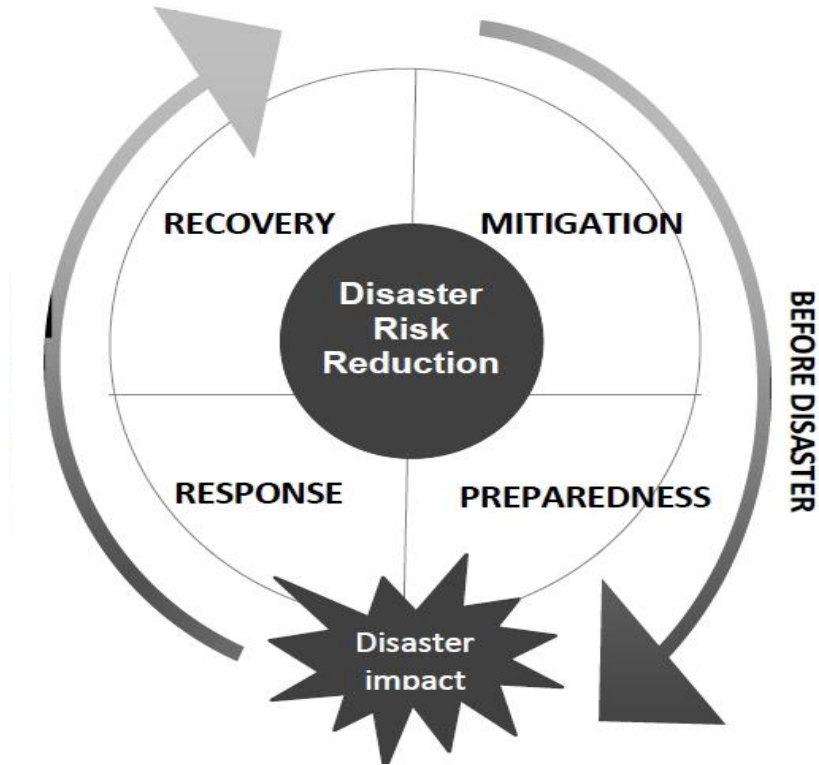 RECOVERY
MITIGATION
Disaster
Risk
Reduction
BEFORE DISASTER
RESPONSE
PREPAREDNESS
Disaster
impact